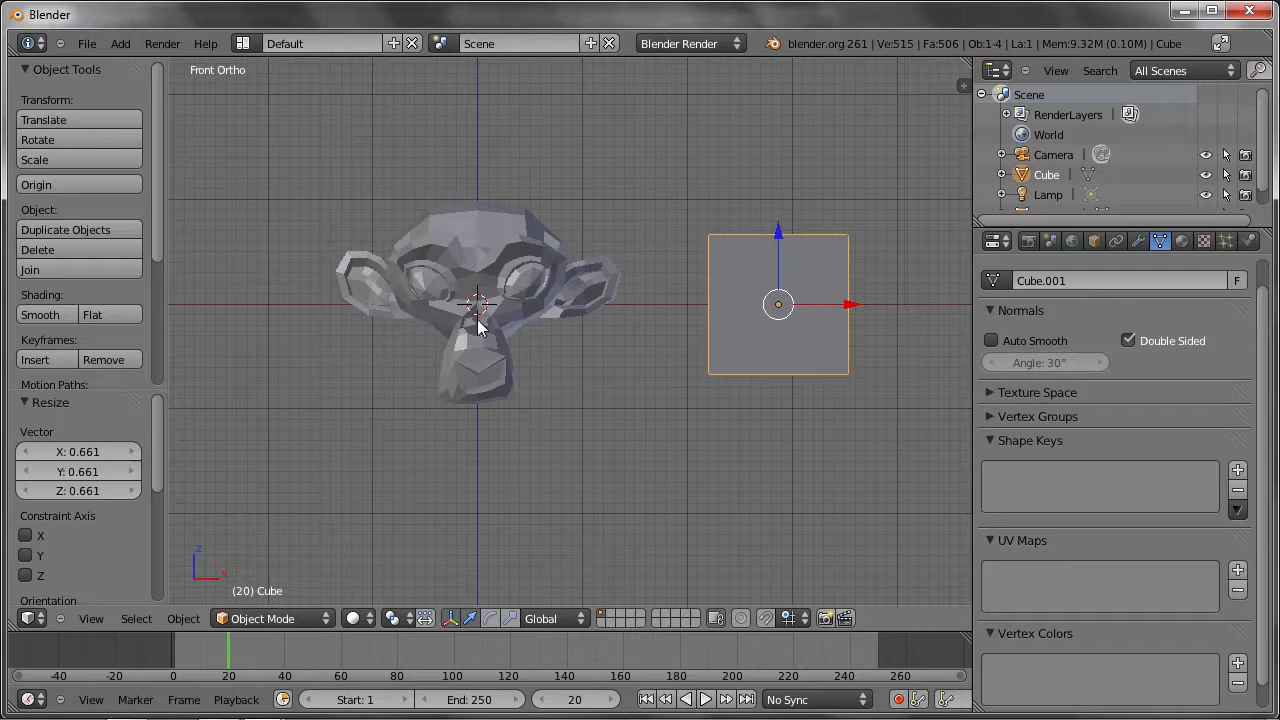 Blender
File Add Render Help Default Scene Blender Render blender.org 261 | Ve:515 | Fa:506 | Ob:1-4 | La:1 | Mem:9.32M (0.10M) | Cube
Object Tools
Transform:
Translate
Rotate
Scale
Origin
Object:
Duplicate Objects
Delete
Join
Shading:
Smooth Flat
Keyframes:
Insert Remove
Motion Paths:
Resize
Vector
X: 0.661
Y: 0.661
Z: 0.661
Constraint Axis
X
Y
Z
Orientation
Front Ortho
z
x
(20) Cube
View Select Object Object Mode Global
View Search All Scenes
Scene
RenderLayers |
World
Camera |
Cube |
Lamp |
Cube.001 F
Normals
Auto Smooth Double Sided
Angle: 30°
Texture Space
Vertex Groups
Shape Keys
UV Maps
Vertex Colors
-40 -20 0 20 40 60 80 100 120 140 160 180 200 220 240 260
View Marker Frame Playback Start: 1 End: 250 20 No Sync